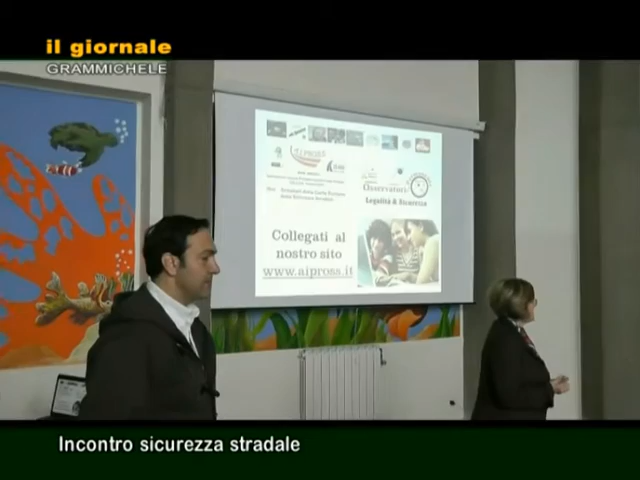 il giornale
GRAMMICHELE
Osservatorio
Legalità & Sicurezza
Collegati al
nostro sito
www.aipross.it
Incontro sicurezza stradale